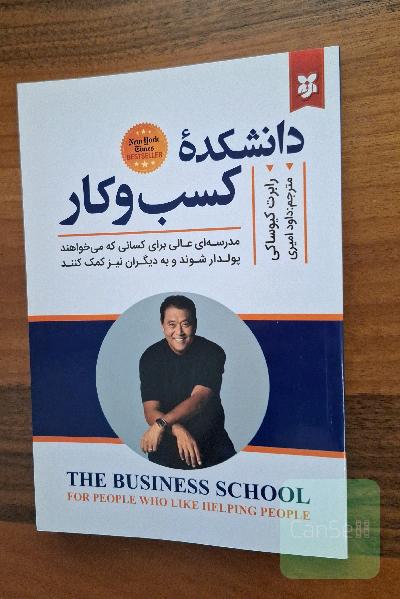 دانشکدهٔ
کسب و کار
New York
Times
BESTSELLER
رابرت کیوساکی
مترجم: داود امیری
مدرسه‌ای عالی برای کسانی که می‌خواهند
پولدار شوند و به دیگران نیز کمک کنند
THE BUSINESS SCHOOL
FOR PEOPLE WHO LIKE HELPING PEOPLE
CanSell